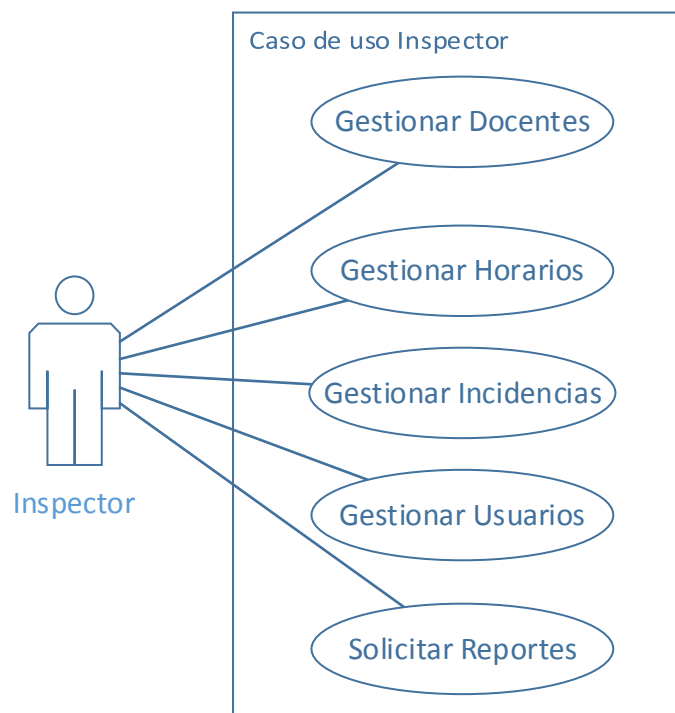 Caso de uso Inspector
Gestionar Docentes
Gestionar Horarios
Gestionar Incidencias
Inspector
Gestionar Usuarios
Solicitar Reportes